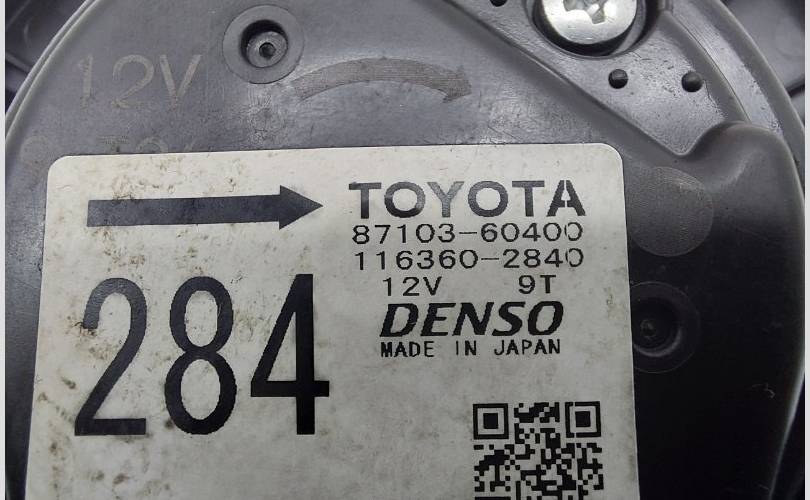 12V
TOYOTA
87103-60400
116360-2840
12V 9T
284
DENSO
MADE IN JAPAN